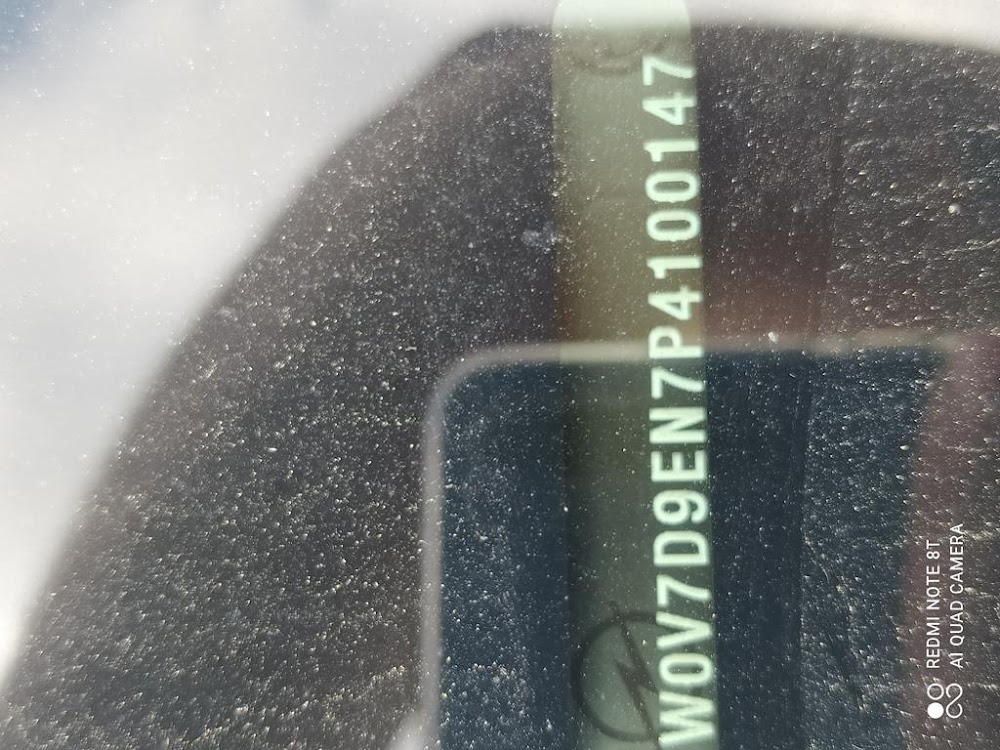 W0V7D9EN7P4100147
REDMI NOTE 8T
AI QUAD CAMERA